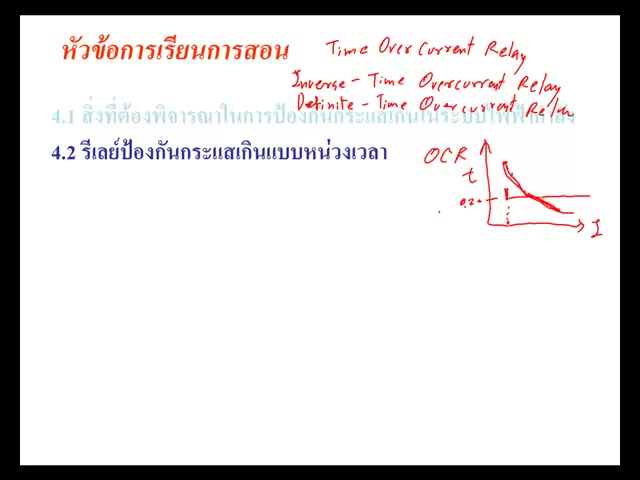 หัวข้อการเรียนการสอน Time Over current Relay
Inverse - Time Overcurrent Relay
Definite - Time Overcurrent Relay
4.1 สิ่งที่ต้องพิจารณาในการป้องกันกระแสเกินในระบบไฟฟ้ากำลัง
4.2 รีเลย์ป้องกันกระแสเกินแบบหน่วงเวลา
OCR
t
I